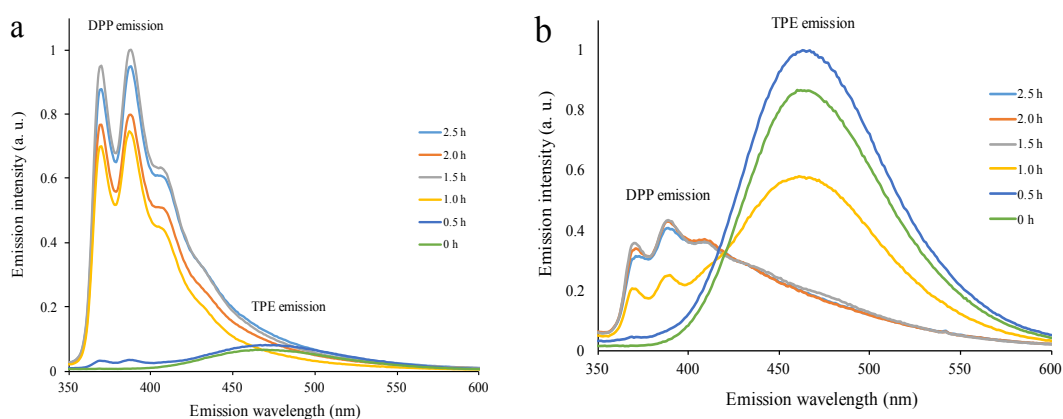 a
DPP emission
1
0.8
0.6
0.4
0.2
0
Emission intensity (a. u.)
2.5 h
2.0 h
1.5 h
1.0 h
0.5 h
0 h
TPE emission
350 400 450 500 550 600
Emission wavelength (nm)
b
TPE emission
1
0.8
0.6
0.4
0.2
0
Emission intensity (a. u.)
2.5 h
2.0 h
1.5 h
1.0 h
0.5 h
0 h
DPP emission
350 400 450 500 550 600
Emission wavelength (nm)